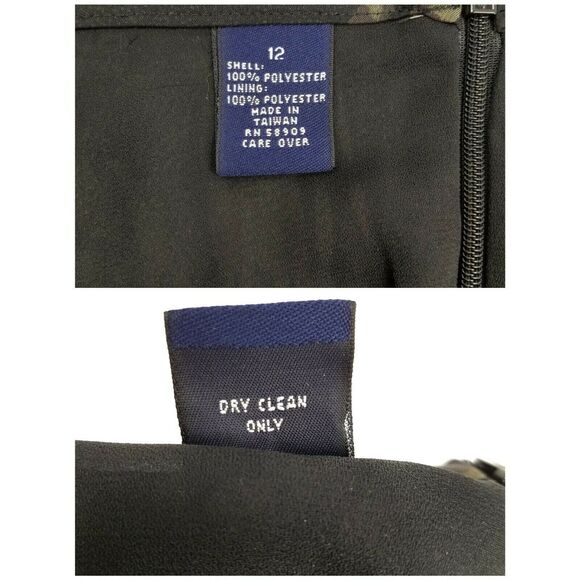 12
SHELL:
100% POLYESTER
LINING:
100% POLYESTER
MADE IN
TAIWAN
RN 58909
CARE OVER
DRY CLEAN
ONLY